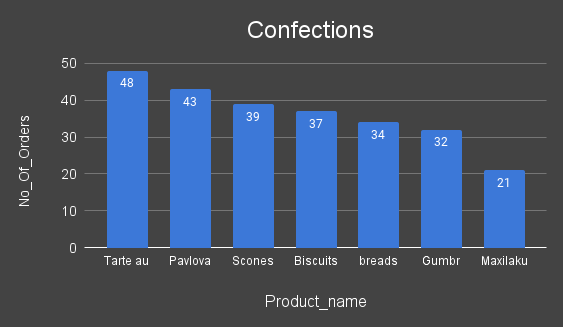 Confections
50
40
30
20
10
0
No_Of_Orders
48
43
39
37
34
32
21
Tarte au
Pavlova
Scones
Biscuits
breads
Gumbr
Maxilaku
Product_name